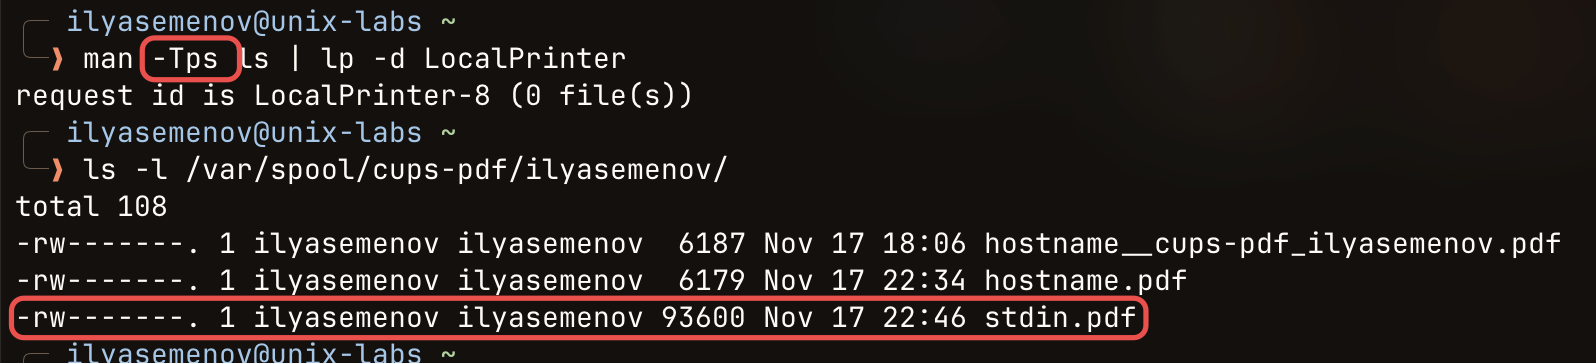 ilyasemenov@unix-labs ~
❯ man -Tps ls | lp -d LocalPrinter
request id is LocalPrinter-8 (0 file(s))
ilyasemenov@unix-labs ~
❯ ls -l /var/spool/cups-pdf/ilyasemenov/
total 108
-rw-------. 1 ilyasemenov ilyasemenov  6187 Nov 17 18:06 hostname__cups-pdf_ilyasemenov.pdf
-rw-------. 1 ilyasemenov ilyasemenov  6179 Nov 17 22:34 hostname.pdf
-rw-------. 1 ilyasemenov ilyasemenov 93600 Nov 17 22:46 stdin.pdf
ilyasemenov@unix-labs ~